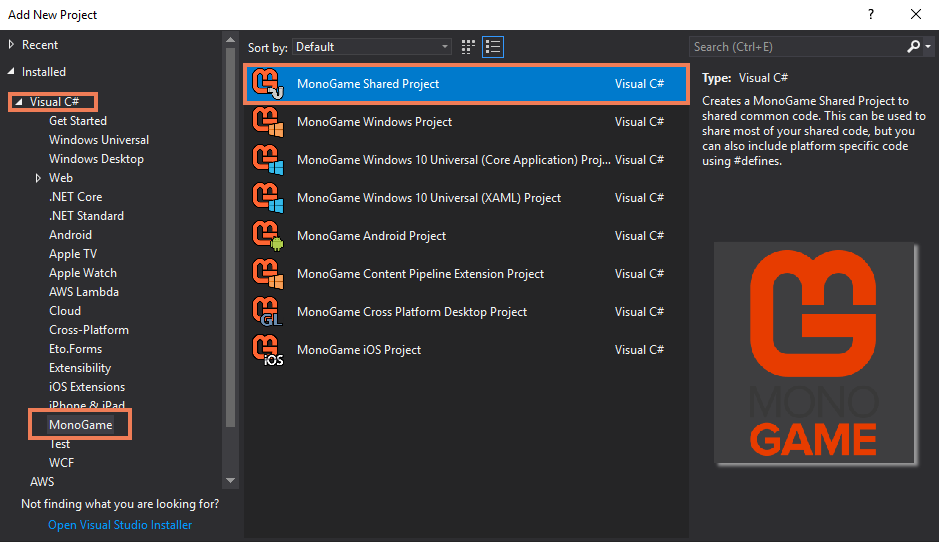 Add New Project
?
Recent
Installed
Visual C#
Get Started
Windows Universal
Windows Desktop
Web
.NET Core
.NET Standard
Android
Apple TV
Apple Watch
AWS Lambda
Cloud
Cross-Platform
Eto.Forms
Extensibility
iOS Extensions
iPhone & iPad
MonoGame
Test
WCF
AWS
Not finding what you are looking for?
Open Visual Studio Installer
Sort by: Default
MonoGame Shared Project Visual C#
MonoGame Windows Project Visual C#
MonoGame Windows 10 Universal (Core Application) Proj... Visual C#
MonoGame Windows 10 Universal (XAML) Project Visual C#
MonoGame Android Project Visual C#
MonoGame Content Pipeline Extension Project Visual C#
MonoGame Cross Platform Desktop Project Visual C#
GL
MonoGame iOS Project Visual C#
iOS
Search (Ctrl+E)
Type: Visual C#
Creates a MonoGame Shared Project to
shared common code. This can be used to
share most of your shared code, but you
can also include platform specific code
using #defines.
MONO
GAME